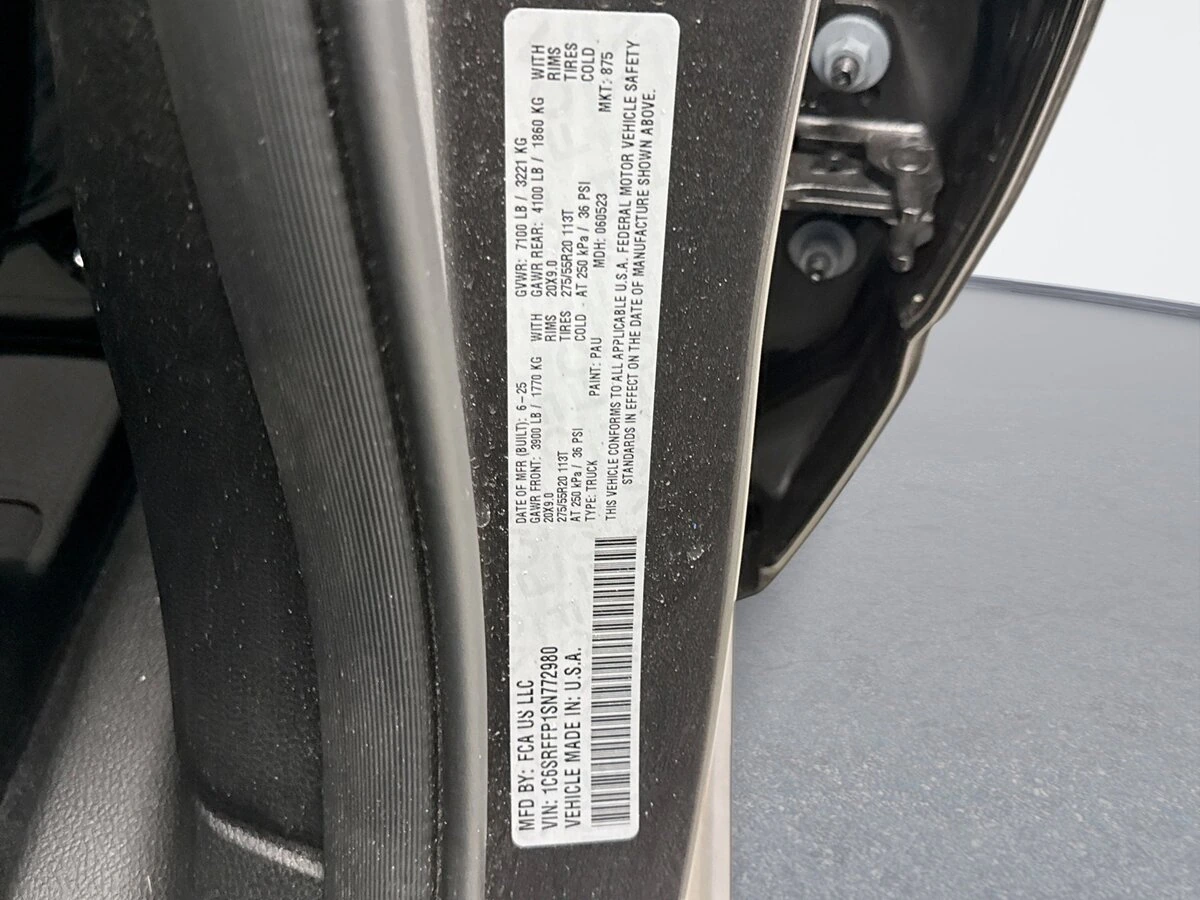 MFD BY: FCA US LLC
VIN: 1C6SRFFP1SN772980
VEHICLE MADE IN: U.S.A.
DATE OF MFR (BUILT): 6-25 GVWR: 7100 LB / 3221 KG
GAWR FRONT: 3900 LB / 1770 KG WITH GAWR REAR: 4100 LB / 1860 KG WITH
20X9.0 RIMS 20X9.0 RIMS
275/55R20 113T TIRES 275/55R20 113T TIRES
AT 250 kPa / 36 PSI COLD AT 250 kPa / 36 PSI COLD
TYPE: TRUCK PAINT: PAU MDH: 060523 MKT: 875
THIS VEHICLE CONFORMS TO ALL APPLICABLE U.S.A. FEDERAL MOTOR VEHICLE SAFETY
STANDARDS IN EFFECT ON THE DATE OF MANUFACTURE SHOWN ABOVE.